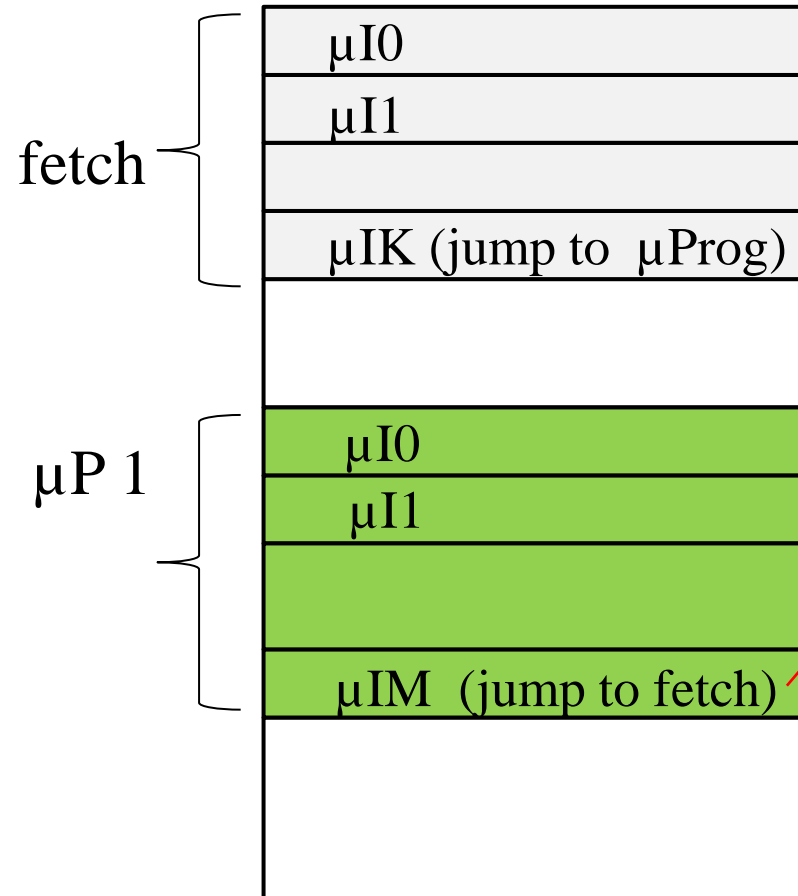 µI0
µI1
fetch
µIK (jump to µProg)
µI0
µP 1
µI1
µIM (jump to fetch)